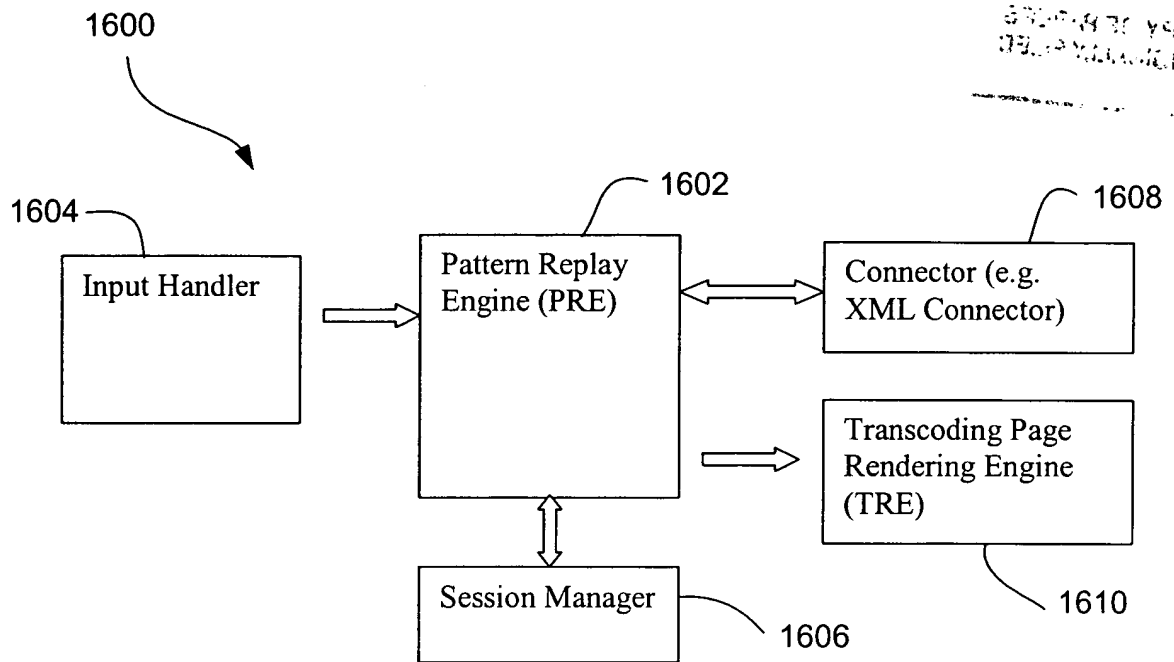 1600
1602
1608
1604
Input Handler
Pattern Replay
Engine (PRE)
Connector (e.g.
XML Connector)
Transcoding Page
Rendering Engine
(TRE)
Session Manager
1606
1610